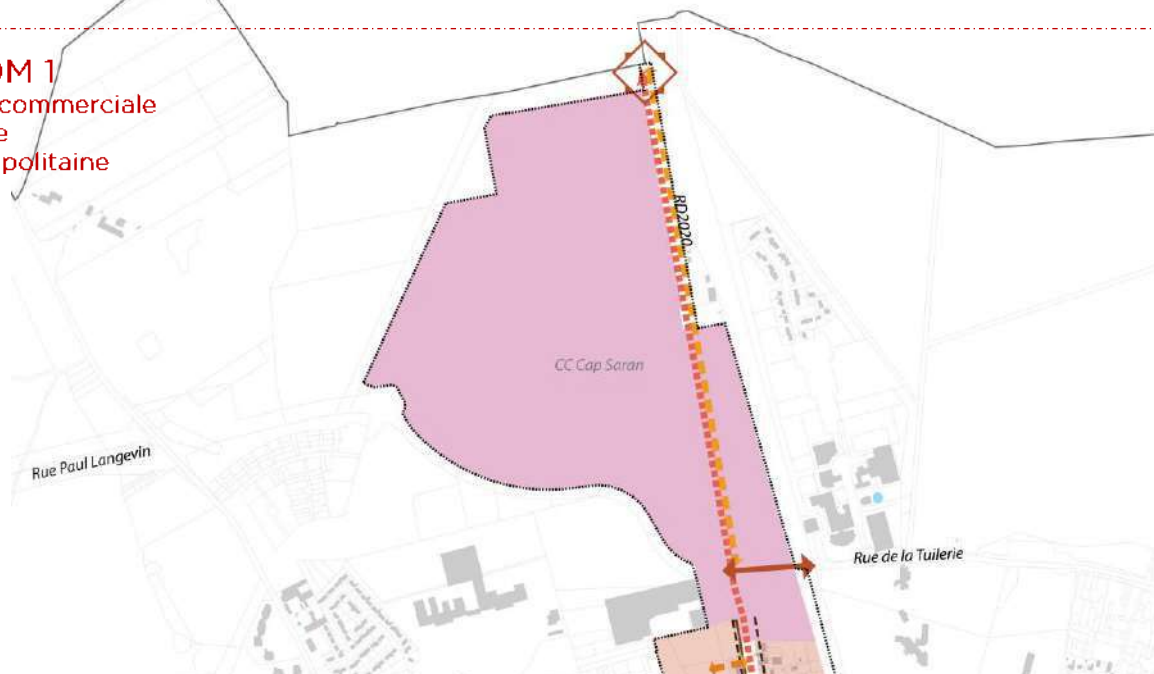 OM 1
commerciale
e
politaine
RD2020
CC Cap Saran
Rue Paul Langevin
Rue de la Tuilerie